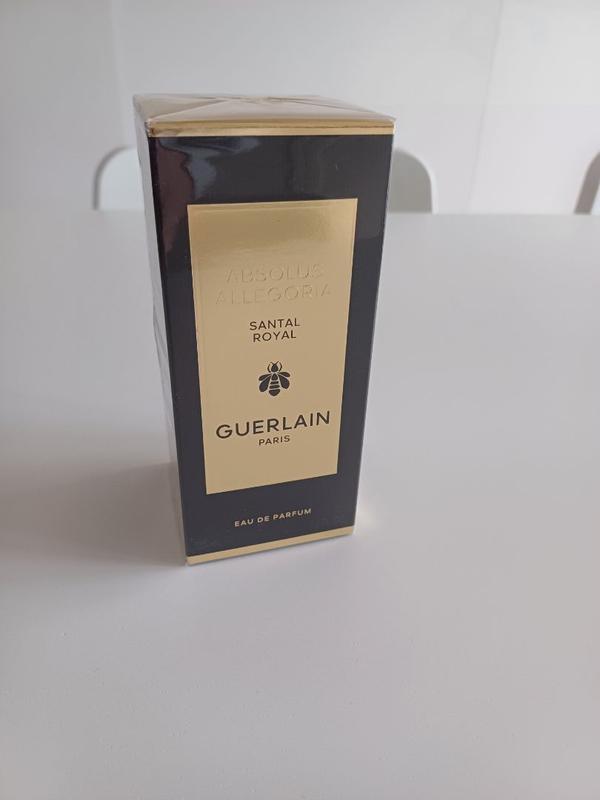 ABSOLUS
ALLEGORIA
SANTAL
ROYAL
GUERLAIN
PARIS
EAU DE PARFUM